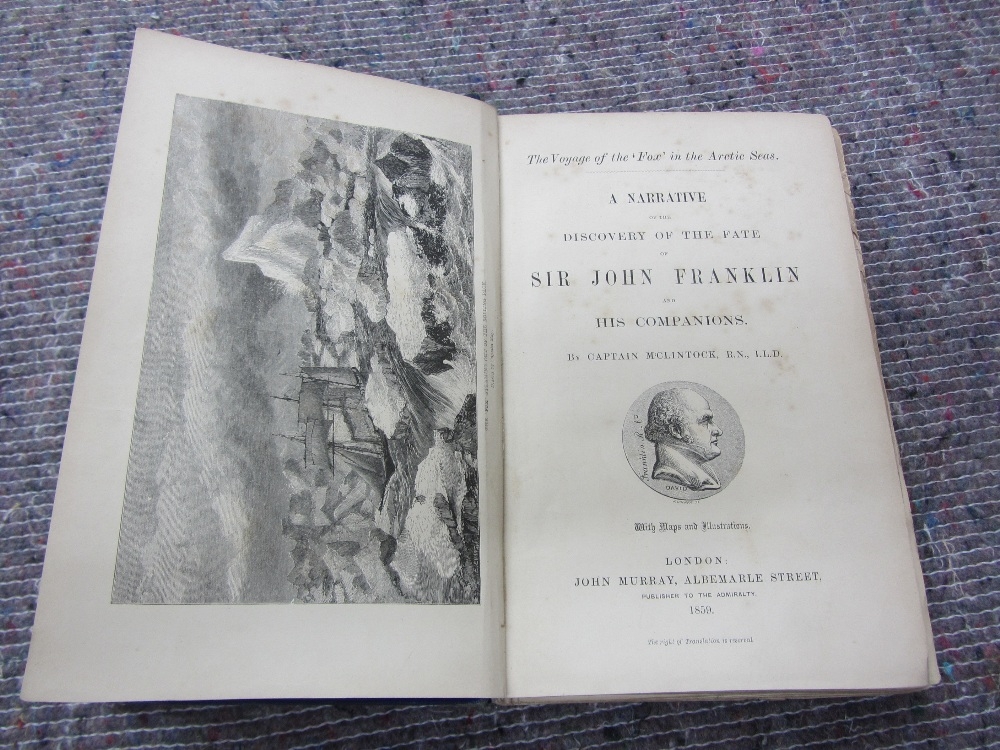 The Voyage of the 'Fox' in the Arctic Seas.
A NARRATIVE
OF THE
DISCOVERY OF THE FATE
OF
SIR JOHN FRANKLIN
AND
HIS COMPANIONS.
By CAPTAIN M'CLINTOCK, R.N., LL.D.
Franklin
DAVID
With Maps and Illustrations.
LONDON:
JOHN MURRAY, ALBEMARLE STREET,
PUBLISHER TO THE ADMIRALTY.
1859.
The right of Translation is reserved.